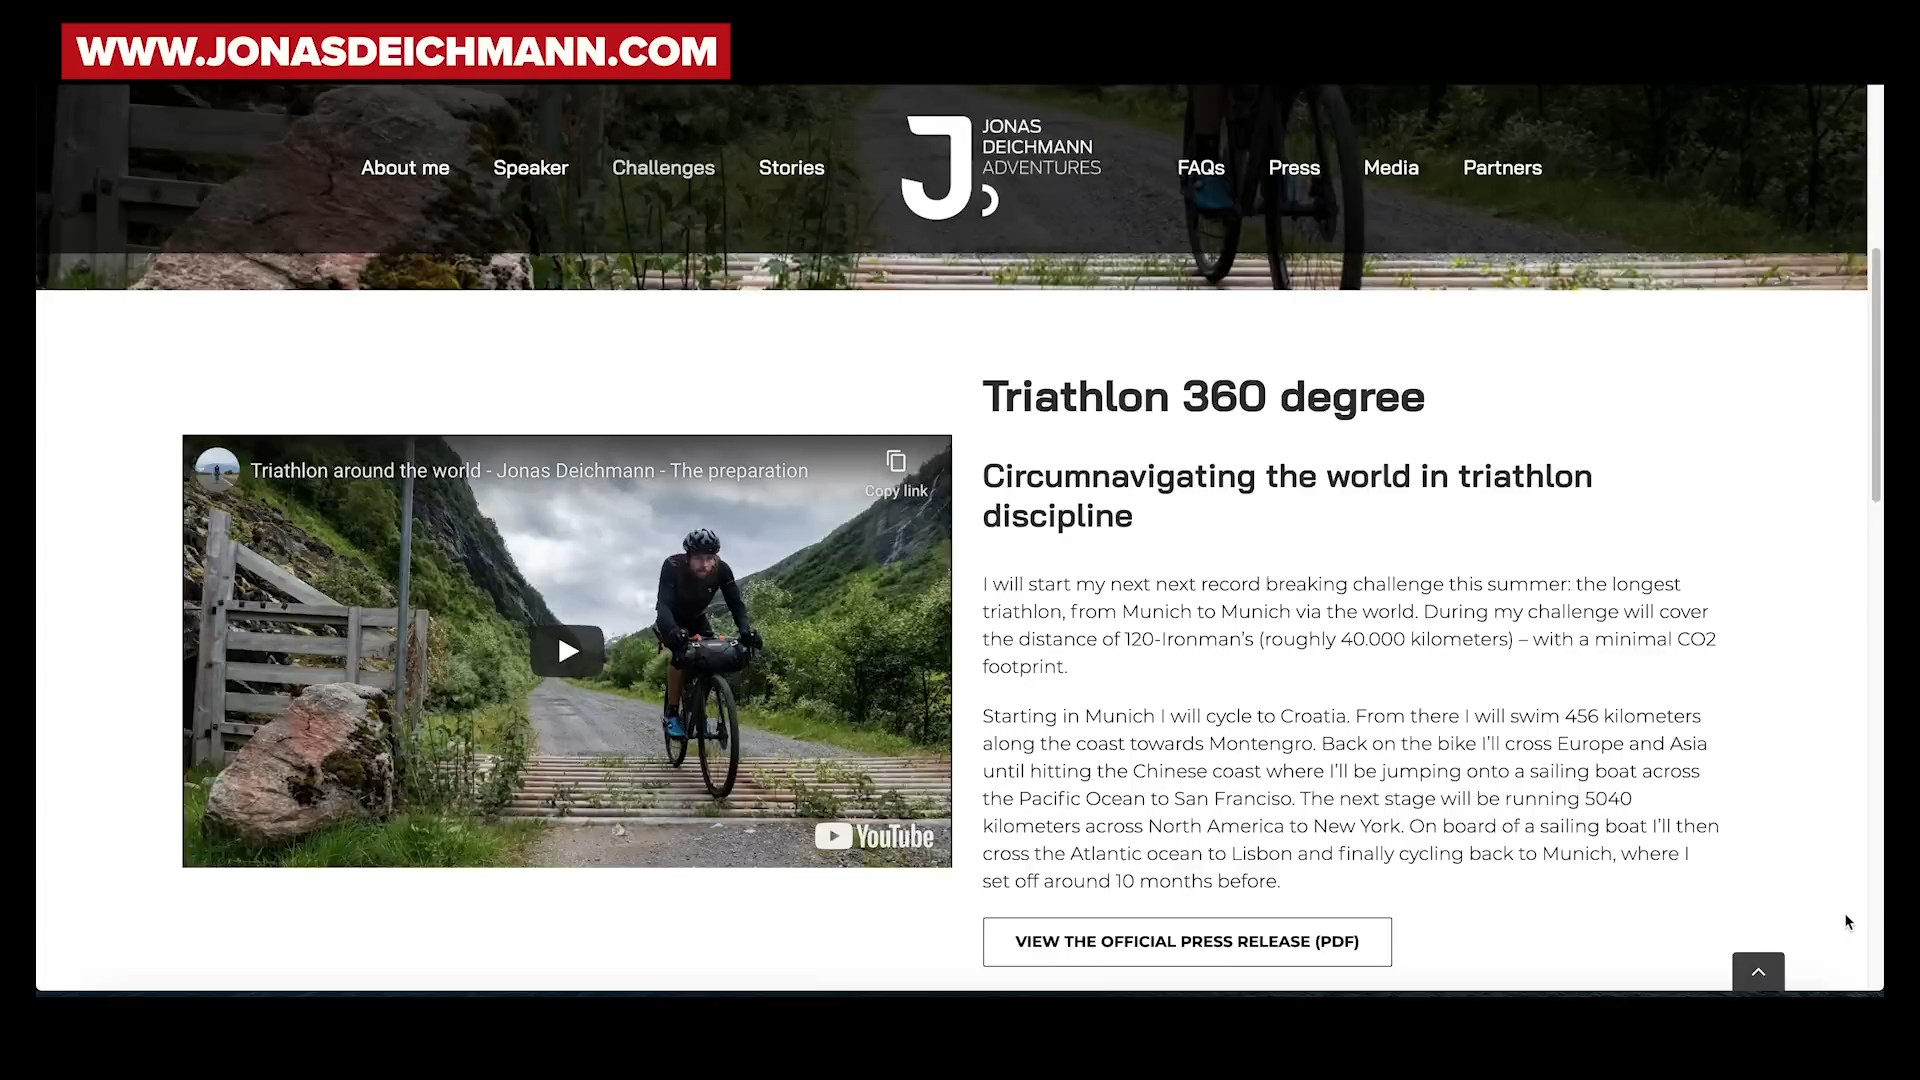 WWW.JONASDEICHMANN.COM
About me
Speaker
Challenges
Stories
JONAS
DEICHMANN
ADVENTURES
FAQs
Press
Media
Partners
Triathlon 360 degree
Triathlon around the world - Jonas Deichmann - The preparation
Copy link
YouTube
Circumnavigating the world in triathlon
discipline
I will start my next next record breaking challenge this summer: the longest
triathlon, from Munich to Munich via the world. During my challenge will cover
the distance of 120-Ironman's (roughly 40.000 kilometers) – with a minimal CO2
footprint.
Starting in Munich I will cycle to Croatia. From there I will swim 456 kilometers
along the coast towards Montengro. Back on the bike I'll cross Europe and Asia
until hitting the Chinese coast where I'll be jumping onto a sailing boat across
the Pacific Ocean to San Franciso. The next stage will be running 5040
kilometers across North America to New York. On board of a sailing boat I'll then
cross the Atlantic ocean to Lisbon and finally cycling back to Munich, where I
set off around 10 months before.
VIEW THE OFFICIAL PRESS RELEASE (PDF)